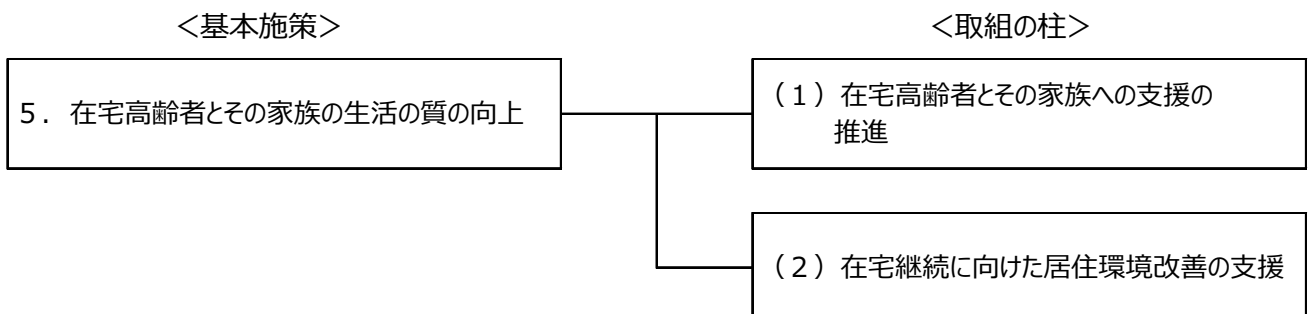 ＜基本施策＞
＜取組の柱＞
５．在宅高齢者とその家族の生活の質の向上
（１）在宅高齢者とその家族への支援の
推進
（２）在宅継続に向けた居住環境改善の支援